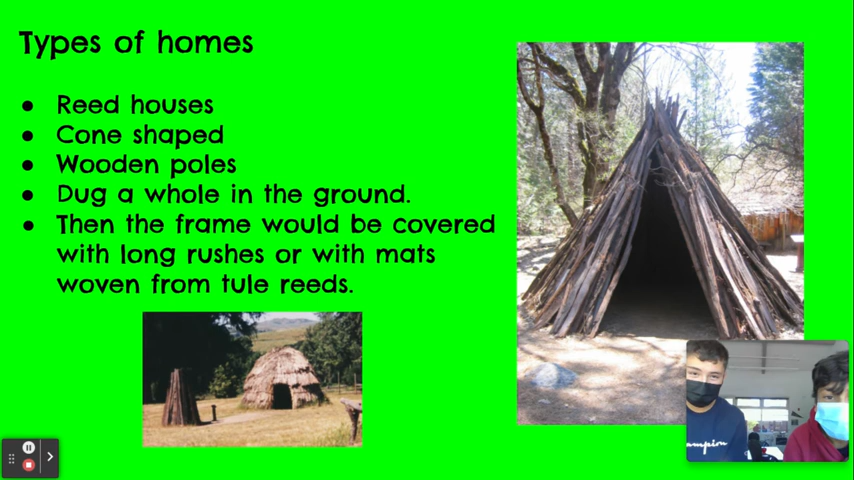 Types of homes
● Reed houses
● Cone shaped
● Wooden poles
● Dug a whole in the ground.
● Then the frame would be covered
with long rushes or with mats
woven from tule reeds.
hampion